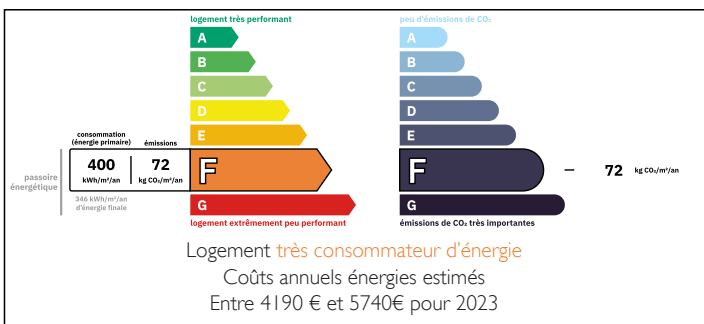 logement très performant
peu d'émissions de CO₂
A
B
C
D
E
F
G
A
B
C
D
E
F
G
consommation
(énergie primaire)
émissions
passoire
énergétique
400
kWh/m²/an
72
kg CO₂/m²/an
346 kWh/m²/an
d'énergie finale
72 kg CO₂/m²/an
logement extrêmement peu performant
émissions de CO₂ très importantes
Logement très consommateur d'énergie
Coûts annuels énergies estimés
Entre 4190 € et 5740€ pour 2023